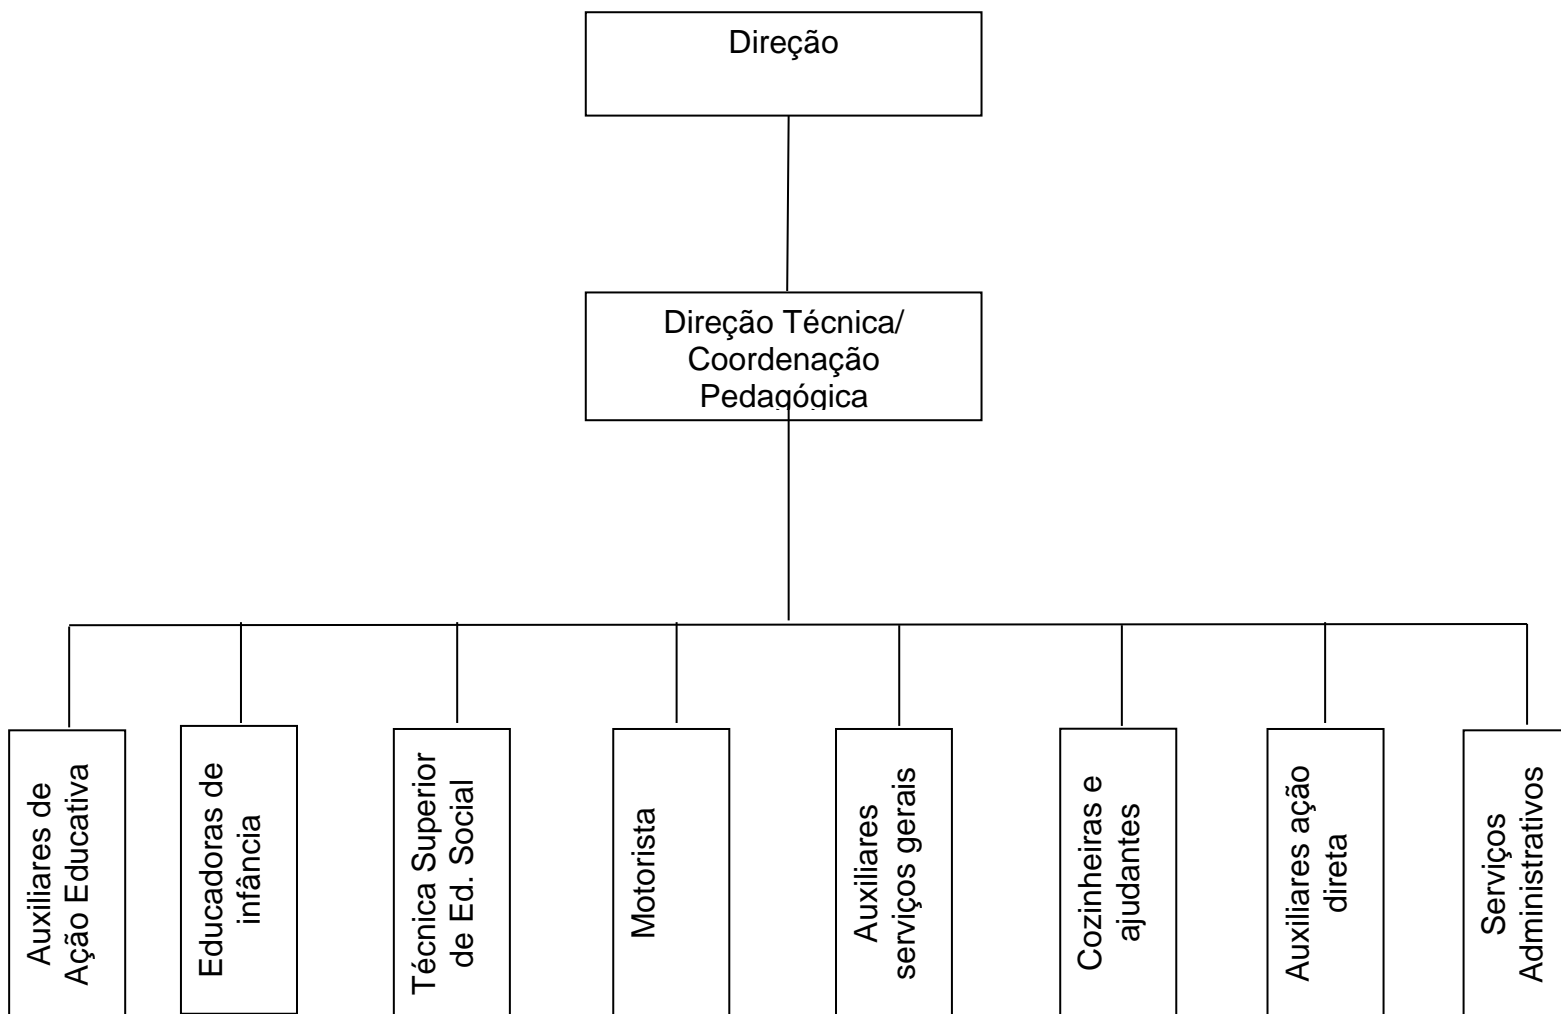 Direção
Direção Técnica/
Coordenação
Pedagógica
Auxiliares de
Ação Educativa
Educadoras de
infância
Técnica Superior
de Ed. Social
Motorista
Auxiliares
serviços gerais
Cozinheiras e
ajudantes
Auxiliares ação
direta
Serviços
Administrativos